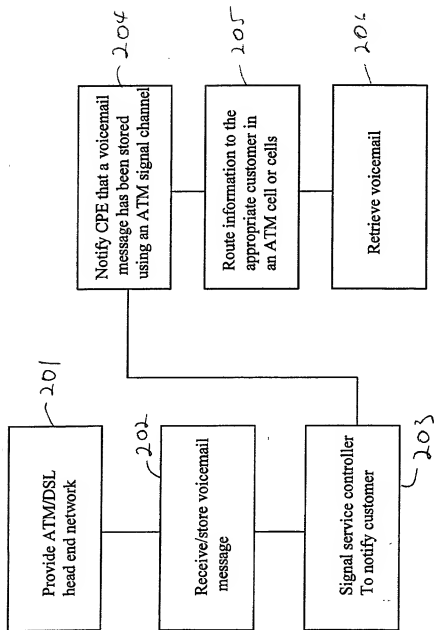 201
Provide ATM/DSL
head end network
202
Receive/store voicemail
message
Signal service controller
To notify customer
203
204
Notify CPE that a voicemail
message has been stored
using an ATM signal channel
205
Route information to the
appropriate customer in
an ATM cell or cells
206
Retrieve voicemail